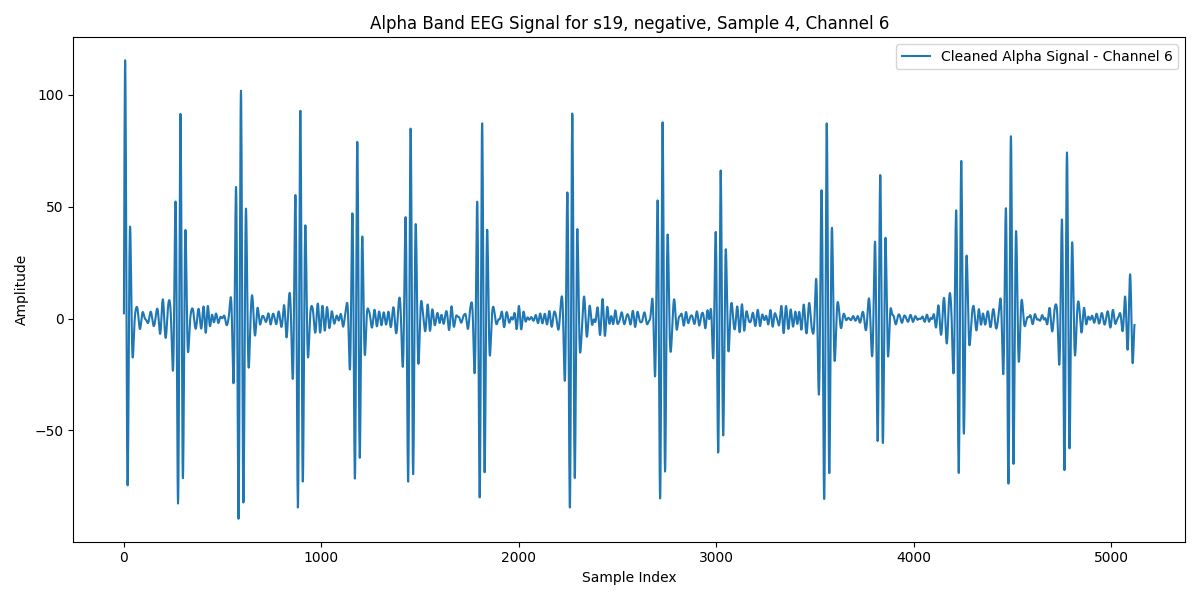 Alpha Band EEG Signal for s19, negative, Sample 4, Channel 6
Cleaned Alpha Signal - Channel 6
Amplitude
100
50
0
−50
0 1000 2000 3000 4000 5000
Sample Index